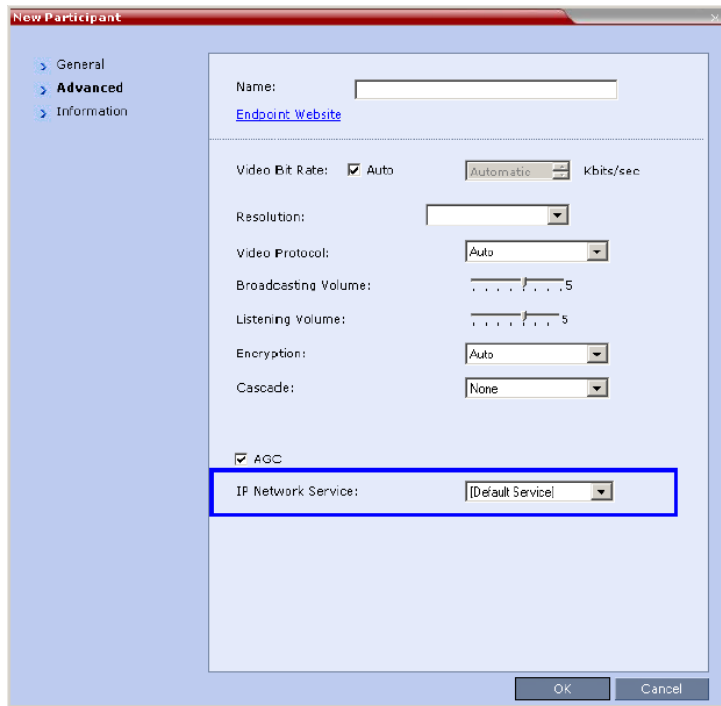 New Participant
General
Advanced
Information
Name:
Endpoint Website
Video Bit Rate: Auto Automatic Kbits/sec
Resolution:
Video Protocol: Auto
Broadcasting Volume: 5
Listening Volume: 5
Encryption: Auto
Cascade: None
AGC
IP Network Service: [Default Service]
OK Cancel